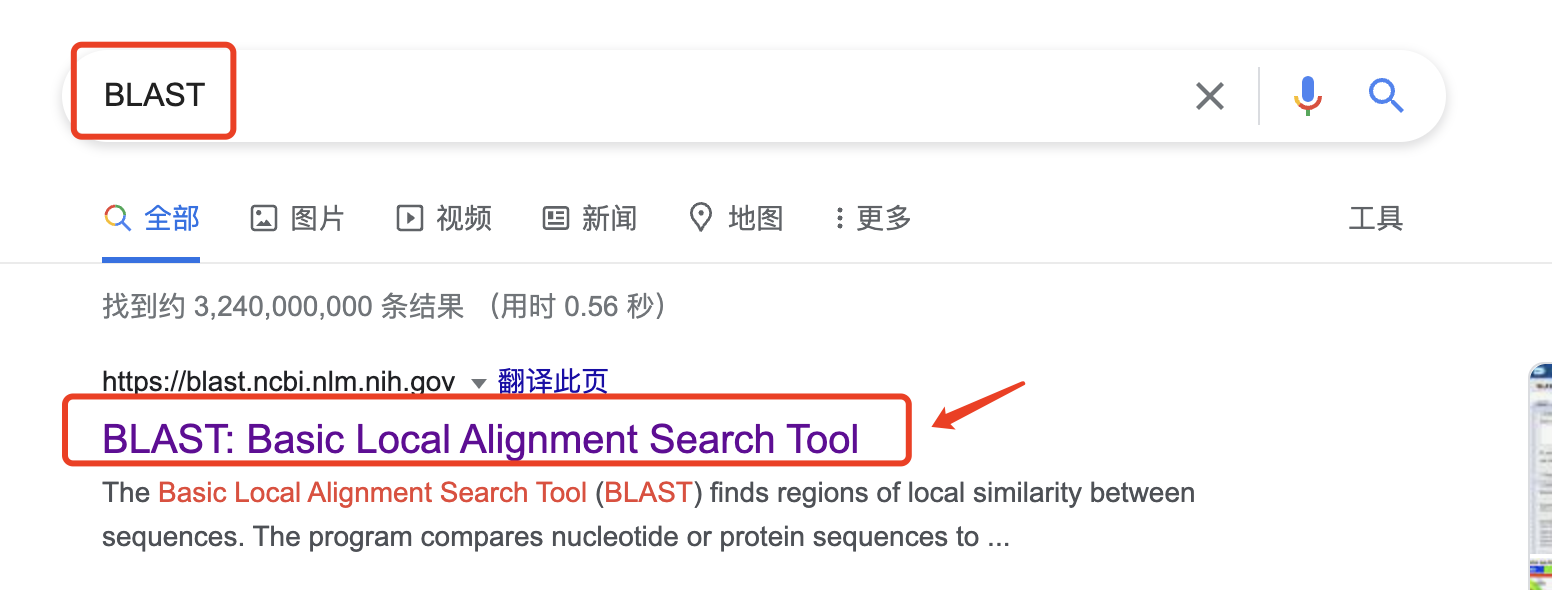 BLAST
全部 图片 视频 新闻 地图 更多 工具
找到约 3,240,000,000 条结果 （用时 0.56 秒）
https://blast.ncbi.nlm.nih.gov 翻译此页
BLAST: Basic Local Alignment Search Tool
The Basic Local Alignment Search Tool (BLAST) finds regions of local similarity between
sequences. The program compares nucleotide or protein sequences to ...